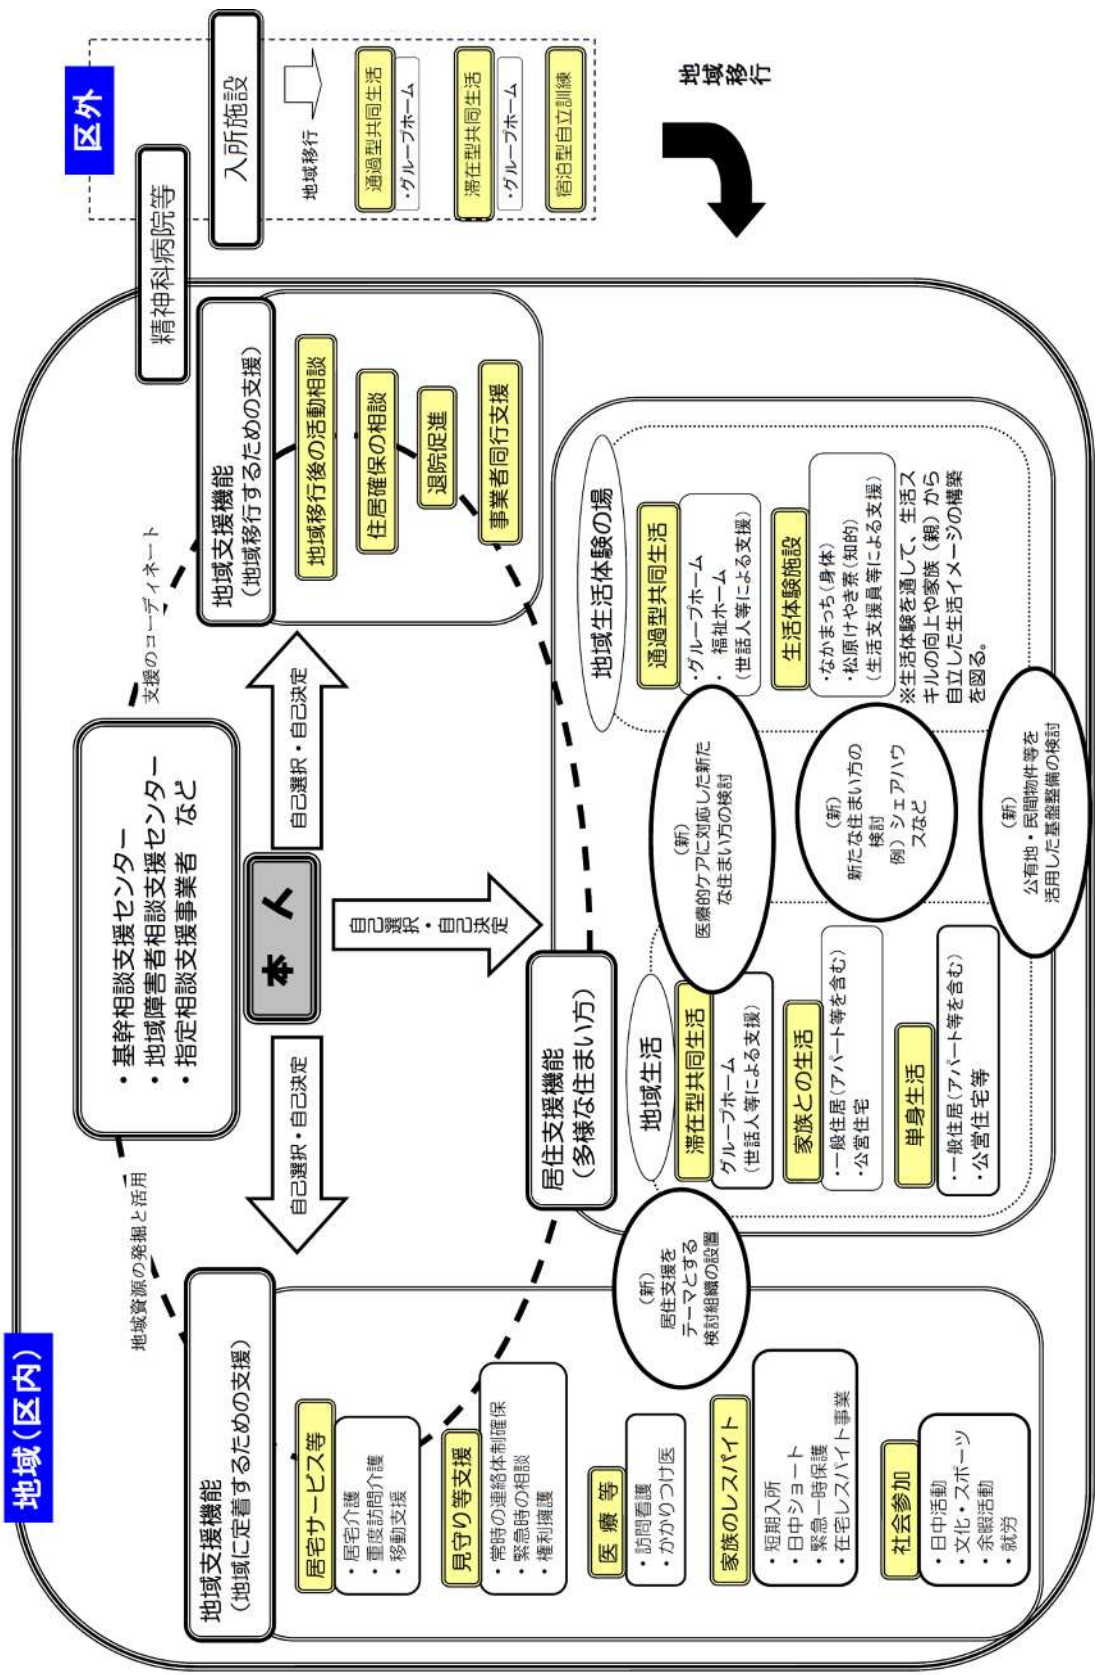 地域(区内)
区外
精神科病院等
入所施設
地域移行
通過型共同生活
・グループホーム
滞在型共同生活
・グループホーム
宿泊型自立訓練
地域移行
・基幹相談支援センター
・地域障害者相談支援センター
・指定相談支援事業者　など
地域資源の発掘と活用
支援のコーディネート
本人
自己選択・自己決定
自己選択・自己決定
自己選択・自己決定
地域支援機能
(地域に定着するための支援)
居宅サービス等
・居宅介護
・重度訪問介護
・移動支援
見守り等支援
・常時の連絡体制確保
・緊急時の相談
・権利擁護
医療 等
・訪問看護
・かかりつけ医
家族のレスパイト
・短期入所
・日中ショート
・緊急一時保護
・在宅レスパイト事業
社会参加
・日中活動
・文化・スポーツ
・余暇活動
・就労
地域支援機能
(地域移行するための支援)
地域移行後の活動相談
住居確保の相談
退院促進
事業者同行支援
居住支援機能
(多様な住まい方)
地域生活
滞在型共同生活
グループホーム
(世話人等による支援)
家族との生活
・一般住居(アパート等を含む)
・公営住宅
単身生活
・一般住居(アパート等を含む)
・公営住宅等
地域生活体験の場
通過型共同生活
・グループホーム
・ 福祉ホーム
(世話人等による支援)
生活体験施設
・なかまっち(身体)
・松原けやき寮(知的)
(生活支援員等による支援)
※生活体験を通して、生活ス
キルの向上や家族(親)から
自立した生活イメージの構築
を図る。
(新)
居住支援を
テーマとする
検討組織の設置
(新)
医療的ケアに対応した新た
な住まい方の検討
(新)
新たな住まい方の
検討
例)シェアハウ
スなど
(新)
公有地・民間物件等を
活用した基盤整備の検討